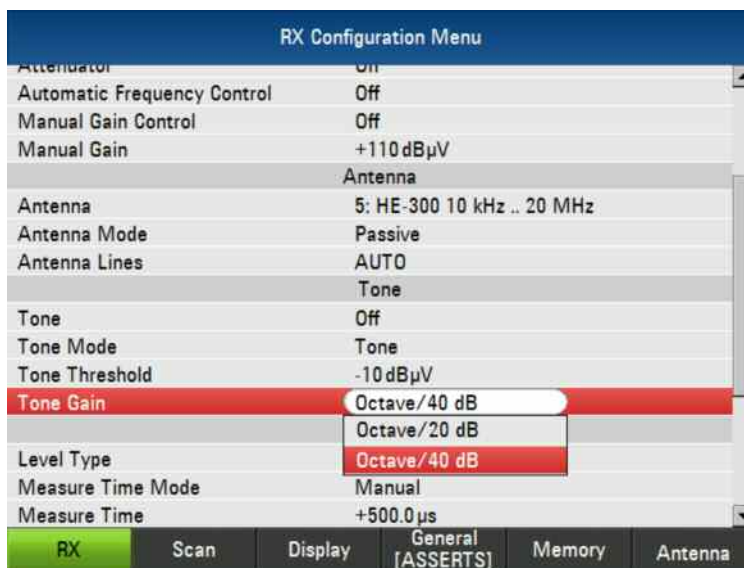 RX Configuration Menu
Attenuator On
Automatic Frequency Control Off
Manual Gain Control Off
Manual Gain +110 dBµV
Antenna
Antenna 5: HE-300 10 kHz .. 20 MHz
Antenna Mode Passive
Antenna Lines AUTO
Tone
Tone Off
Tone Mode Tone
Tone Threshold -10 dBµV
Tone Gain Octave/40 dB
Octave/20 dB
Level Type Octave/40 dB
Measure Time Mode Manual
Measure Time +500.0 µs
RX Scan Display General [ASSERTS] Memory Antenna